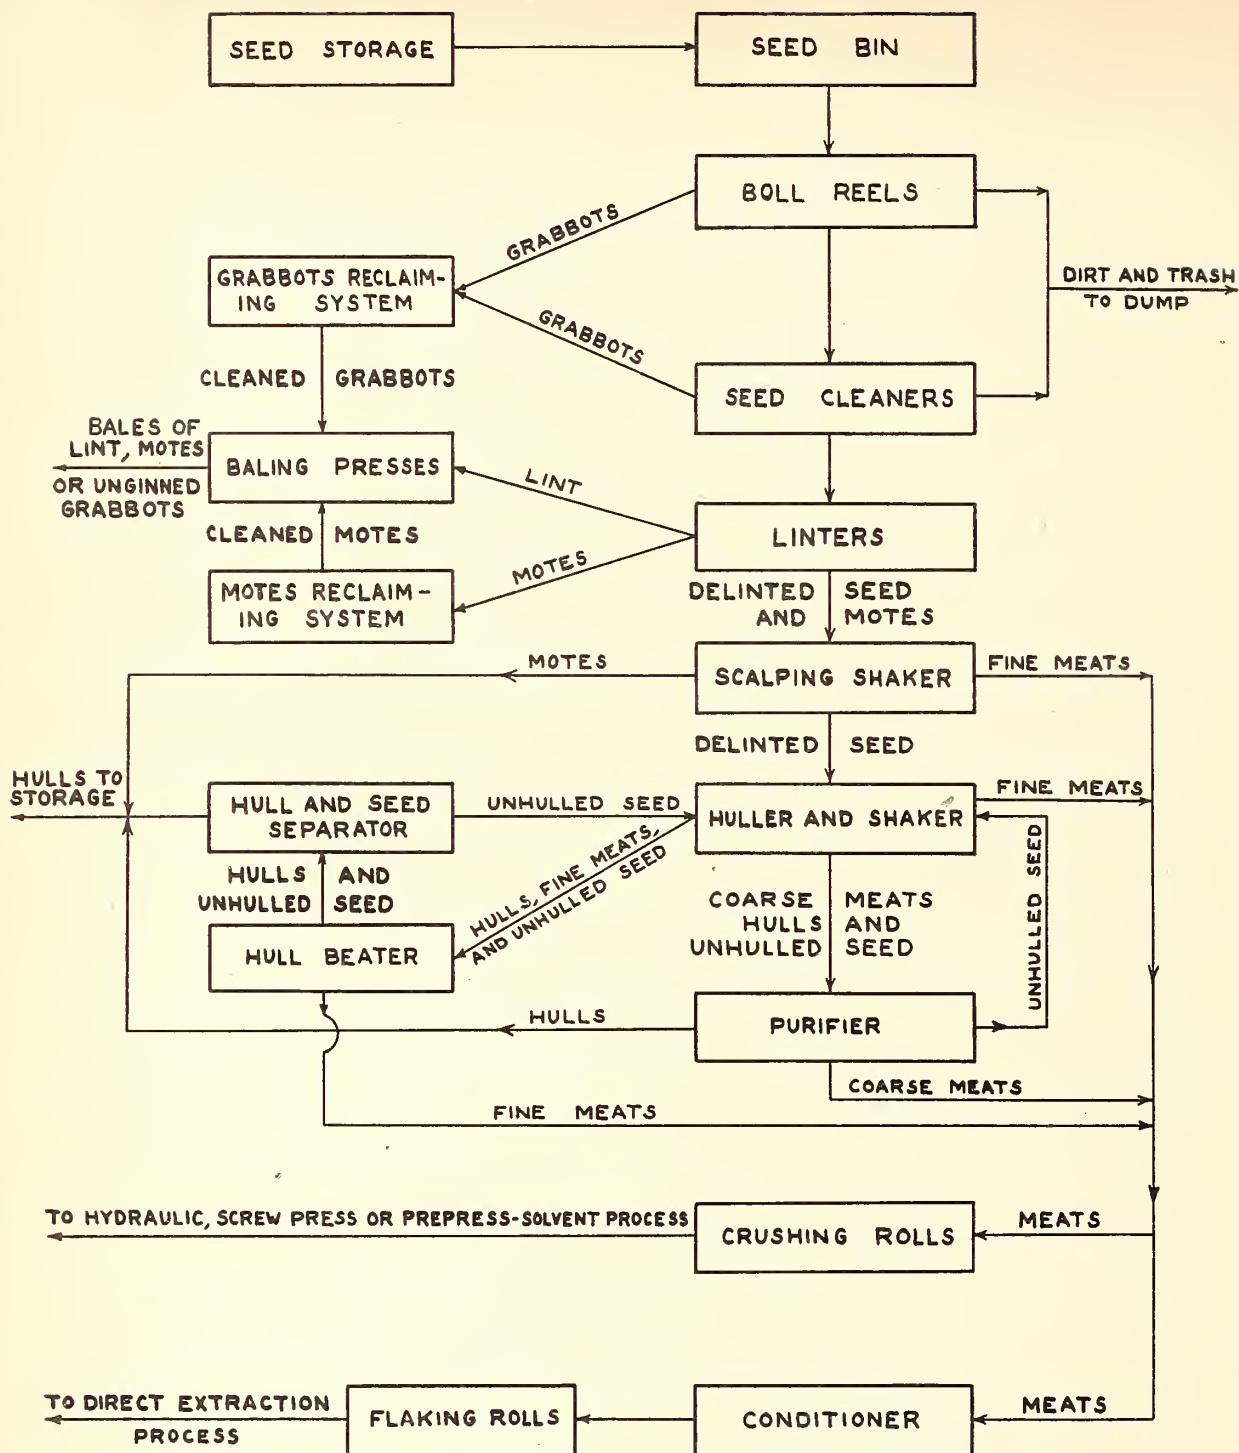 SEED STORAGE
SEED BIN
BOLL REELS
GRABBOTS
GRABBOTS RECLAIM-
ING SYSTEM
DIRT AND TRASH
TO DUMP
GRABBOTS
CLEANED GRABBOTS
SEED CLEANERS
BALES OF
LINT, MOTES
OR UNGINNED
GRABBOTS
BALING PRESSES
LINT
CLEANED MOTES
LINTERS
MOTES
MOTES RECLAIM-
ING SYSTEM
DELINTED SEED
AND MOTES
MOTES
SCALPING SHAKER
FINE MEATS
DELINTED SEED
HULLS TO
STORAGE
HULL AND SEED
SEPARATOR
UNHULLED SEED
HULLER AND SHAKER
FINE MEATS
HULLS AND
UNHULLED SEED
HULLS, FINE MEATS,
AND UNHULLED SEED
COARSE MEATS
HULLS AND
UNHULLED SEED
UNHULLED SEED
HULL BEATER
HULLS
PURIFIER
COARSE MEATS
FINE MEATS
TO HYDRAULIC, SCREW PRESS OR PREPRESS-SOLVENT PROCESS
CRUSHING ROLLS
MEATS
TO DIRECT EXTRACTION
PROCESS
FLAKING ROLLS
CONDITIONER
MEATS